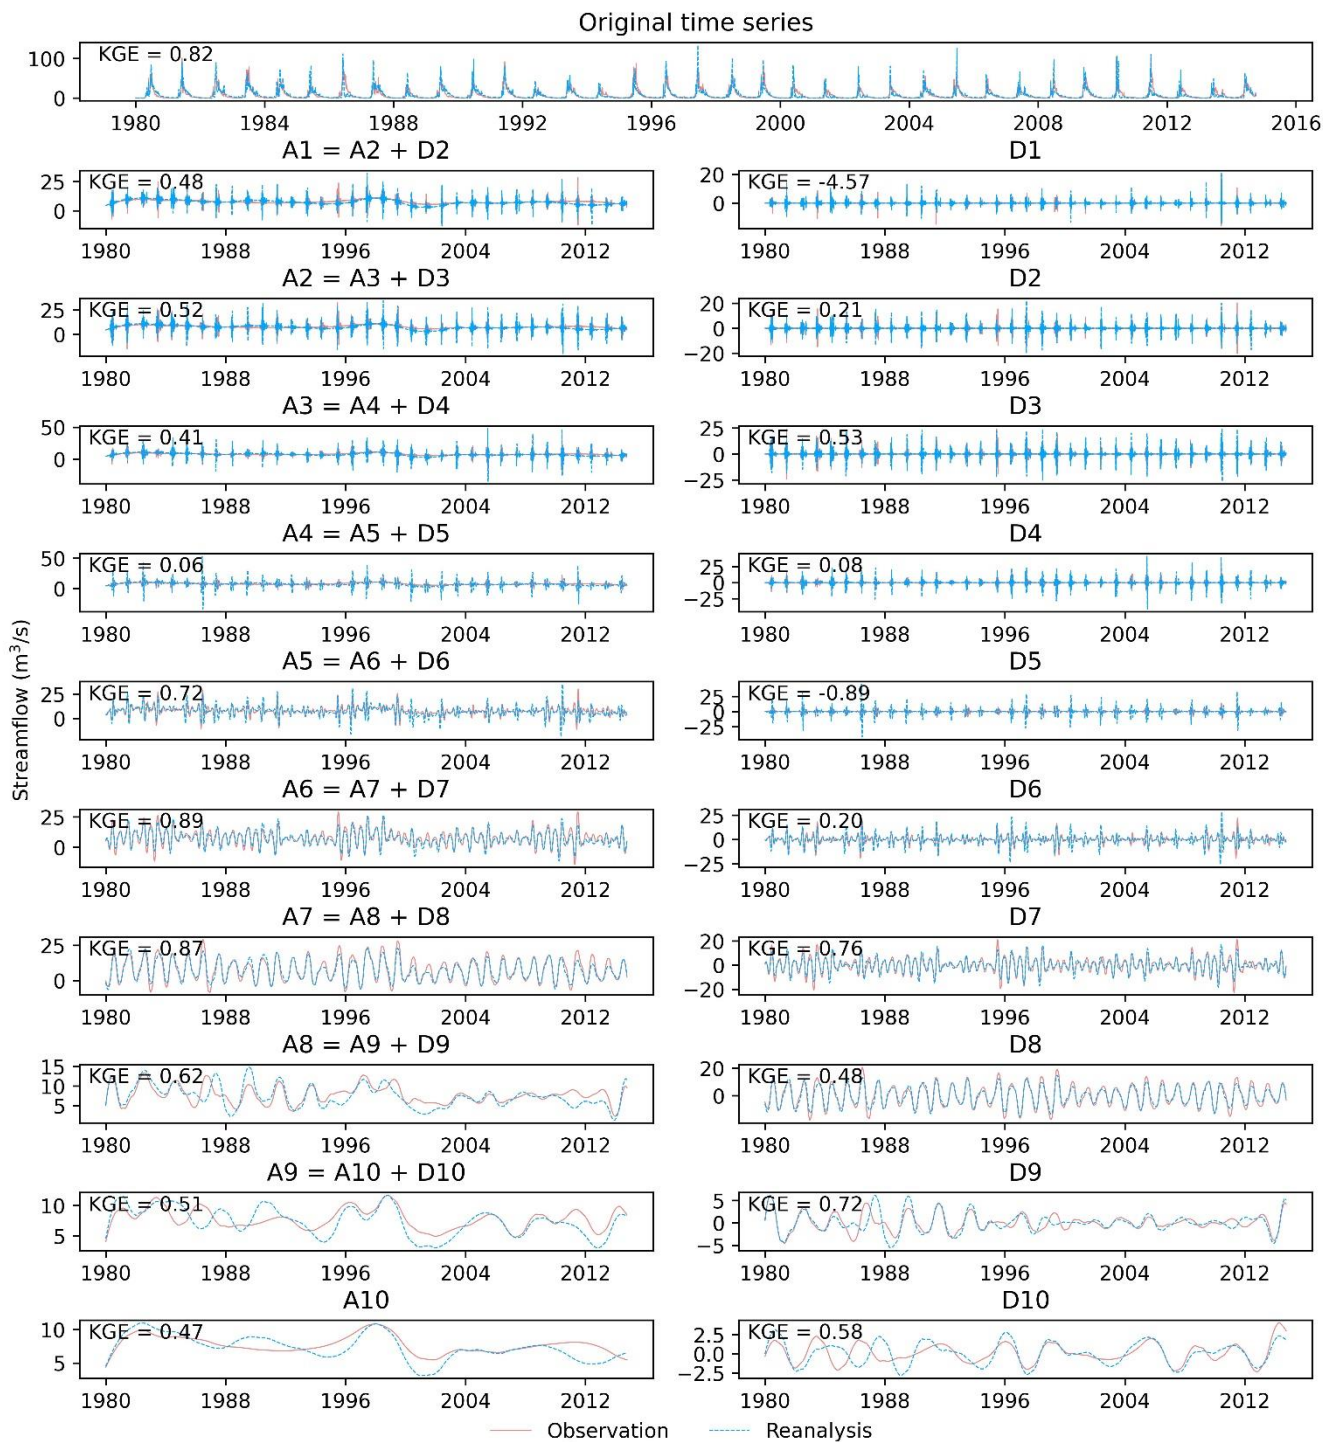 Original time series
KGE = 0.82
100
0
1980 1984 1988 1992 1996 2000 2004 2008 2012 2016
A1 = A2 + D2 D1
KGE = 0.48 KGE = -4.57
25 20
0 0
1980 1988 1996 2004 2012 1980 1988 1996 2004 2012
A2 = A3 + D3 D2
KGE = 0.52 KGE = 0.21
25 20
0 0
−20
1980 1988 1996 2004 2012 1980 1988 1996 2004 2012
A3 = A4 + D4 D3
50 25
KGE = 0.41 KGE = 0.53
0 0
−25
1980 1988 1996 2004 2012 1980 1988 1996 2004 2012
A4 = A5 + D5 D4
50 25
KGE = 0.06 KGE = 0.08
0 0
−25
1980 1988 1996 2004 2012 1980 1988 1996 2004 2012
Streamflow (m³/s)
A5 = A6 + D6 D5
KGE = 0.72 KGE = -0.89
25 25
0 0
−25
1980 1988 1996 2004 2012 1980 1988 1996 2004 2012
A6 = A7 + D7 D6
KGE = 0.89 KGE = 0.20
25 25
0 0
−25
1980 1988 1996 2004 2012 1980 1988 1996 2004 2012
A7 = A8 + D8 D7
KGE = 0.87 KGE = 0.76
25 20
0 0
−20
1980 1988 1996 2004 2012 1980 1988 1996 2004 2012
A8 = A9 + D9 D8
15 20
KGE = 0.62 KGE = 0.48
10 0
5
1980 1988 1996 2004 2012 1980 1988 1996 2004 2012
A9 = A10 + D10 D9
KGE = 0.51 KGE = 0.72
10 5
5 0
−5
1980 1988 1996 2004 2012 1980 1988 1996 2004 2012
A10 D10
KGE = 0.47 KGE = 0.58
10 2.5
5 0.0
−2.5
1980 1988 1996 2004 2012 1980 1988 1996 2004 2012
Observation Reanalysis